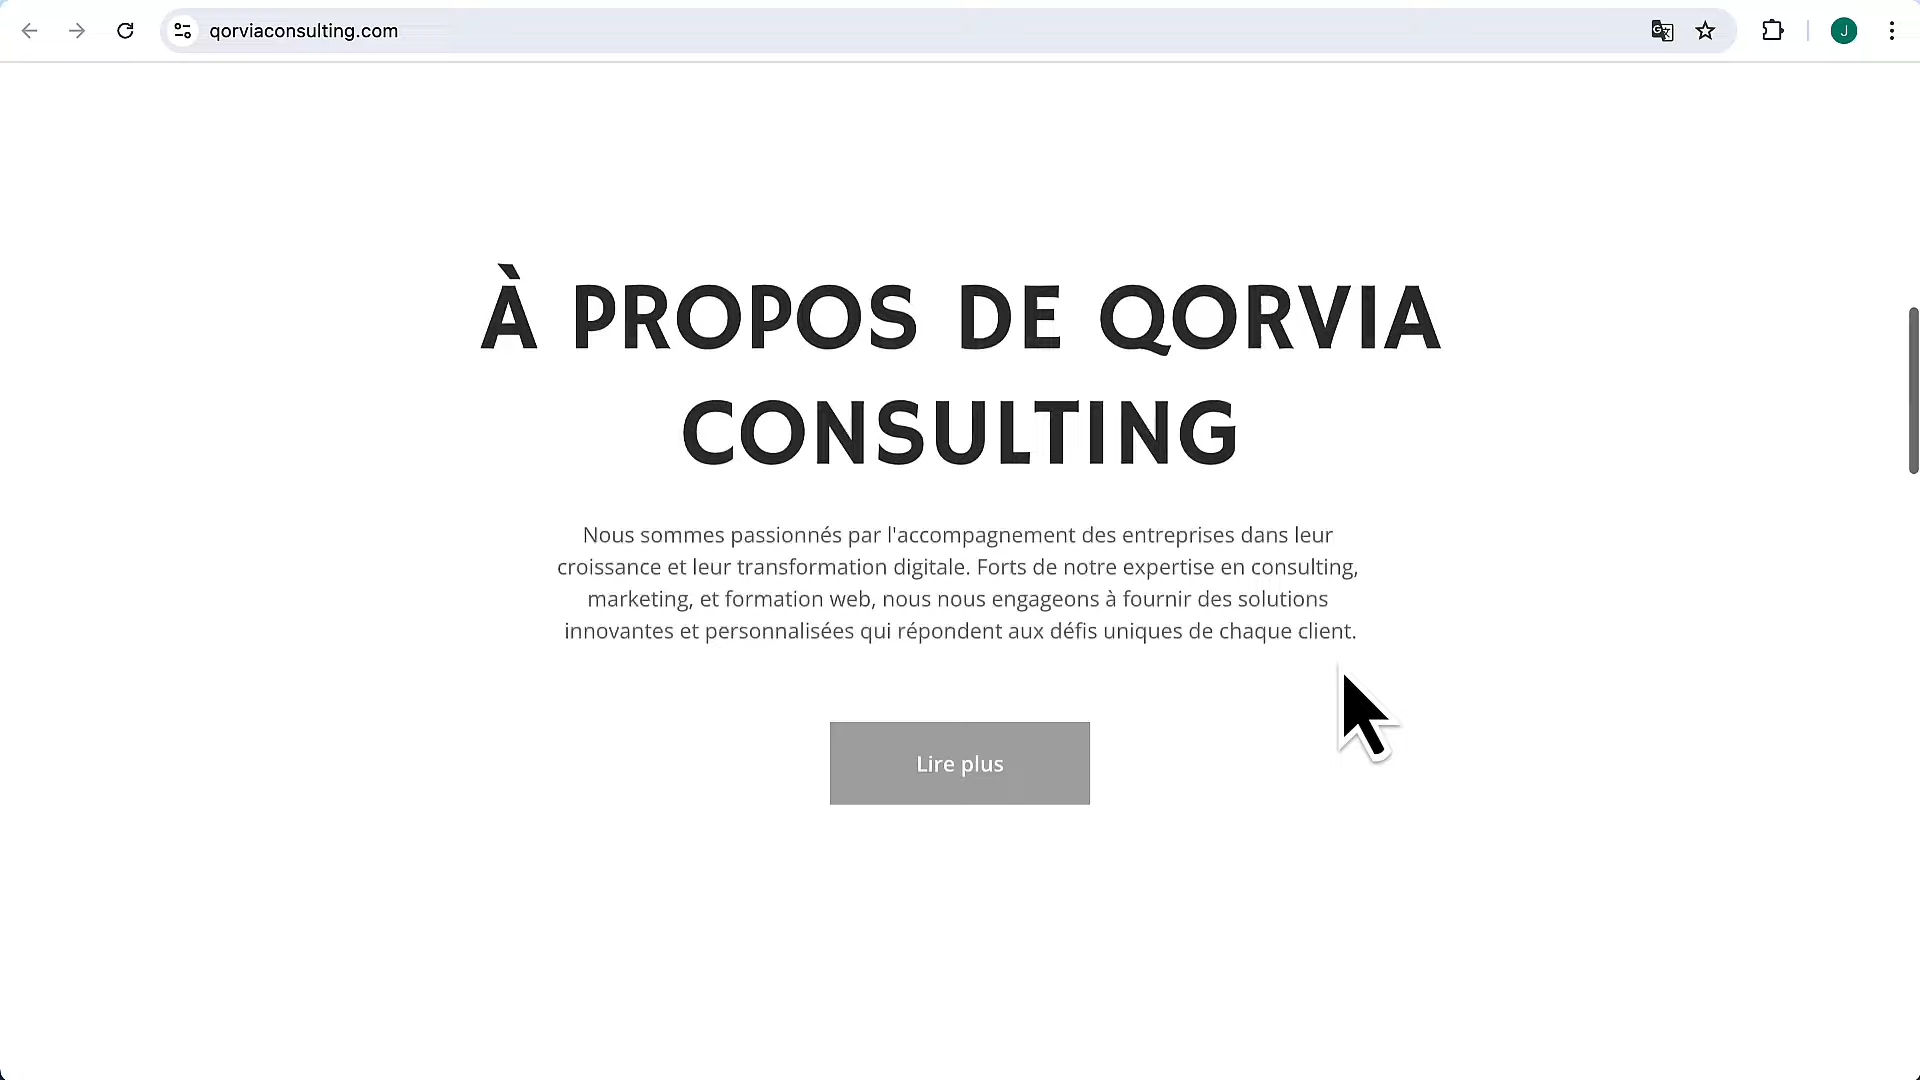 qorviaconsulting.com
J
À PROPOS DE QORVIA
CONSULTING
Nous sommes passionnés par l'accompagnement des entreprises dans leur
croissance et leur transformation digitale. Forts de notre expertise en consulting,
marketing, et formation web, nous nous engageons à fournir des solutions
innovantes et personnalisées qui répondent aux défis uniques de chaque client.
Lire plus